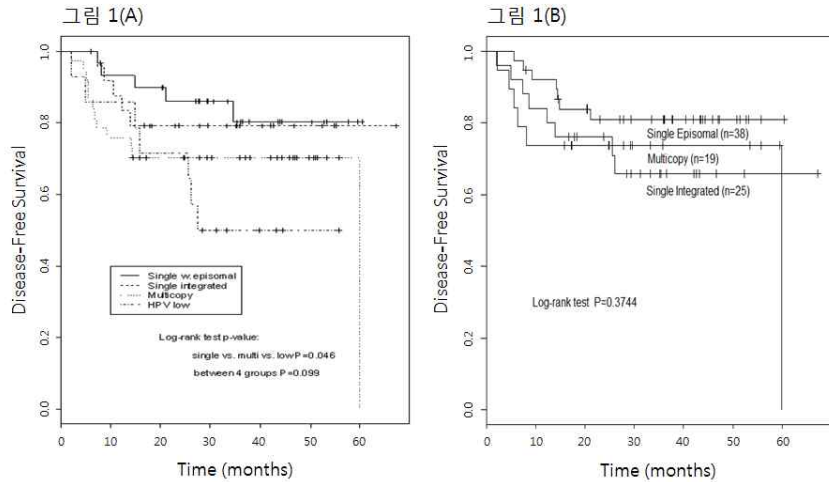 그림 1(A)
1.0
0.8
0.6
0.4
0.2
0.0
Disease-Free Survival
Single w. episomal
Single integrated
Multicopy
HPV low
Log-rank test p-value:
single vs. multi vs. low P=0.046
between 4 groups P=0.099
0 10 20 30 40 50 60
Time (months)
그림 1(B)
1.0
0.8
0.6
0.4
0.2
0.0
Disease-Free Survival
Single Episomal (n=38)
Multicopy (n=19)
Single Integrated (n=25)
Log-rank test P=0.3744
0 10 20 30 40 50 60
Time (months)